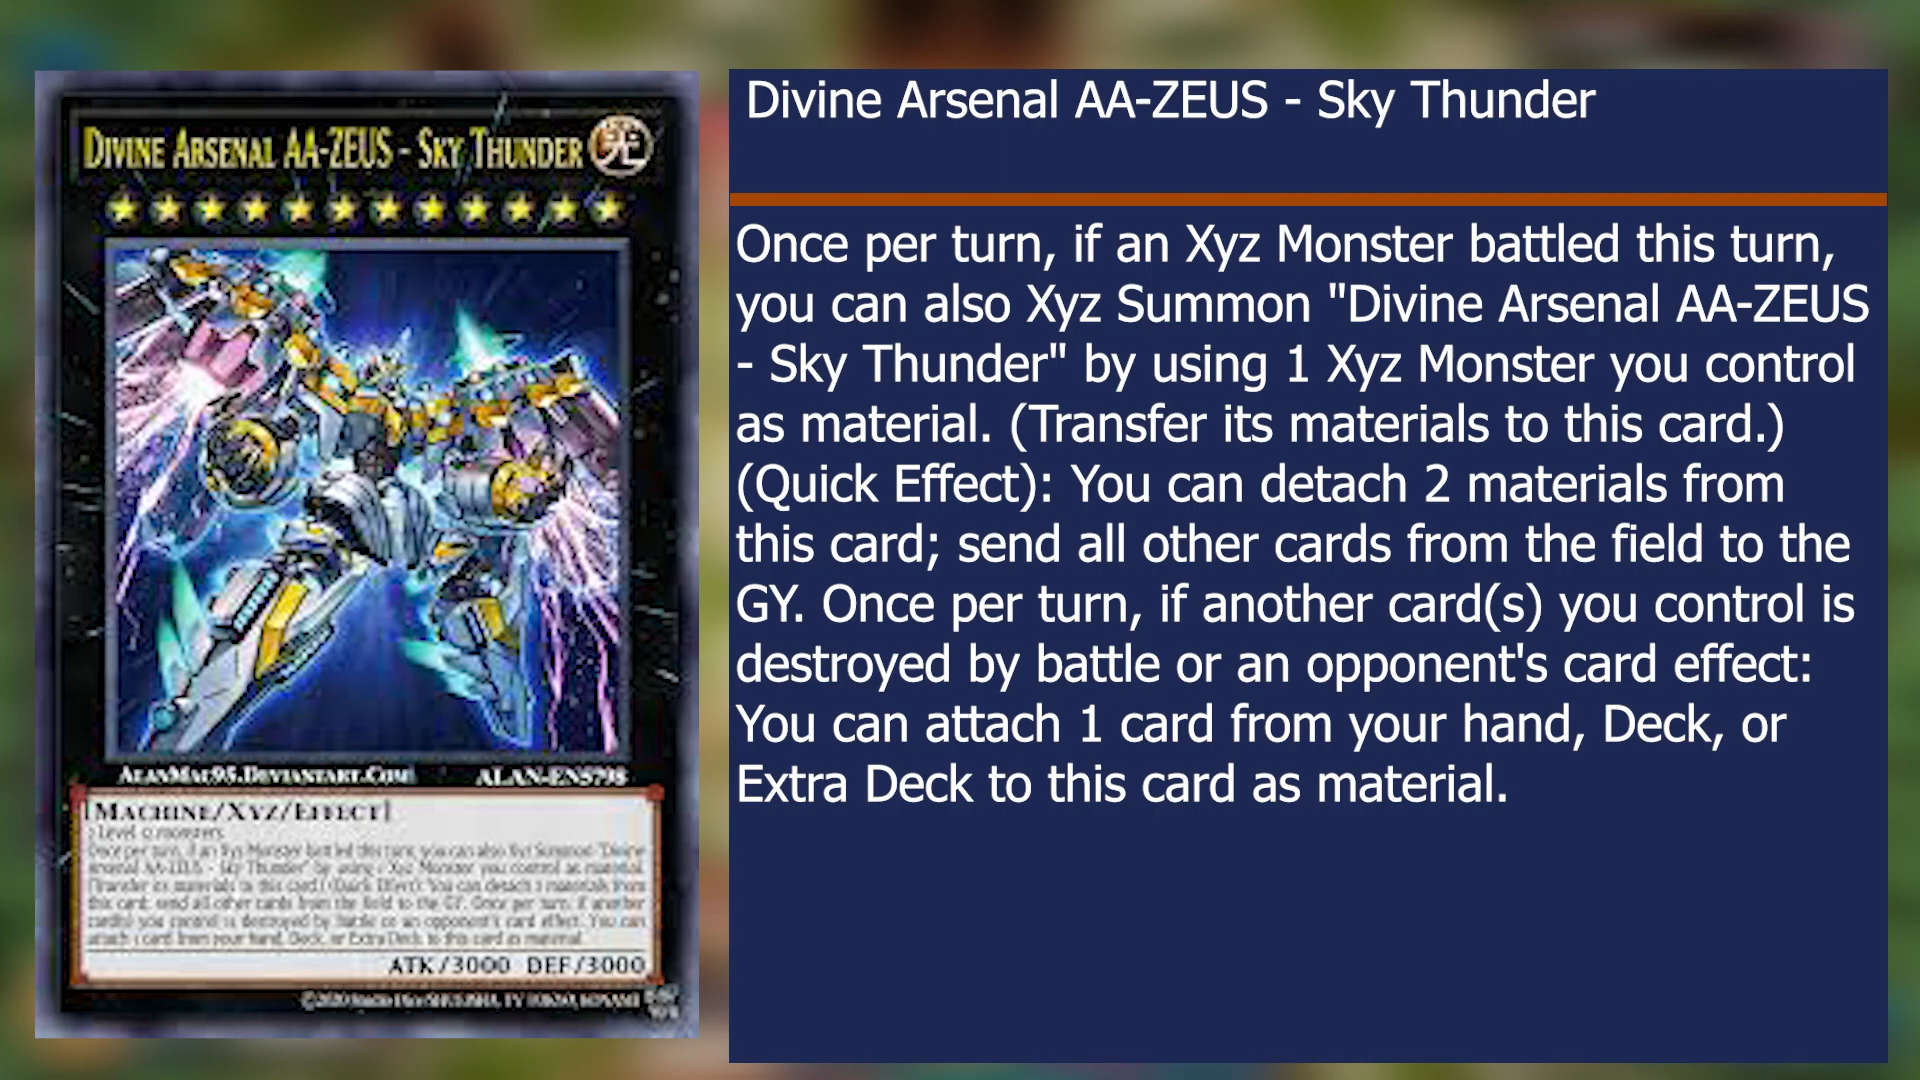 Divine Arsenal AA-ZEUS - Sky Thunder
光
AlanMac95.Deviantart.Com
[Machine/Xyz/Effect]
ATK/3000 DEF/3000
Divine Arsenal AA-ZEUS - Sky Thunder
Once per turn, if an Xyz Monster battled this turn,
you can also Xyz Summon "Divine Arsenal AA-ZEUS
- Sky Thunder" by using 1 Xyz Monster you control
as material. (Transfer its materials to this card.)
(Quick Effect): You can detach 2 materials from
this card; send all other cards from the field to the
GY. Once per turn, if another card(s) you control is
destroyed by battle or an opponent's card effect:
You can attach 1 card from your hand, Deck, or
Extra Deck to this card as material.